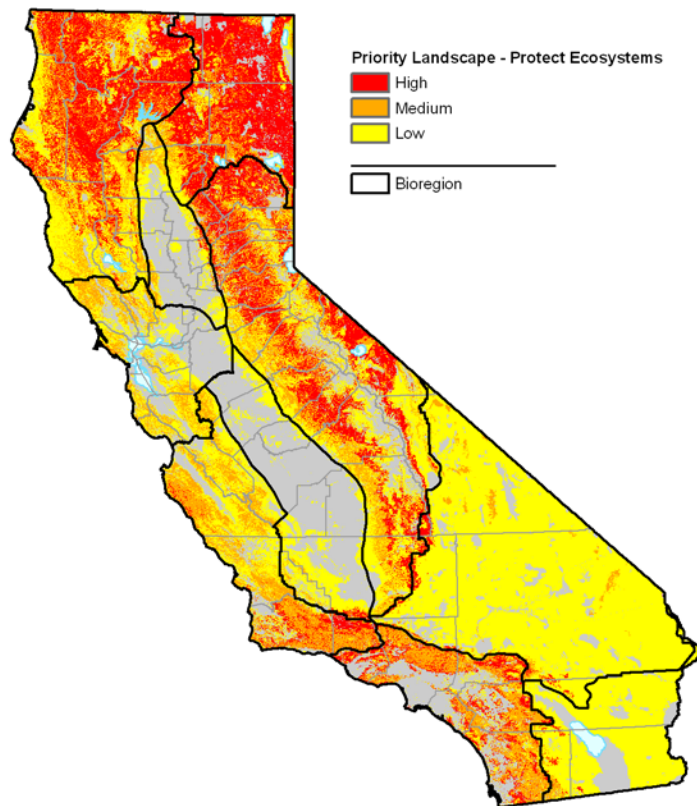 Priority Landscape - Protect Ecosystems
High
Medium
Low
Bioregion